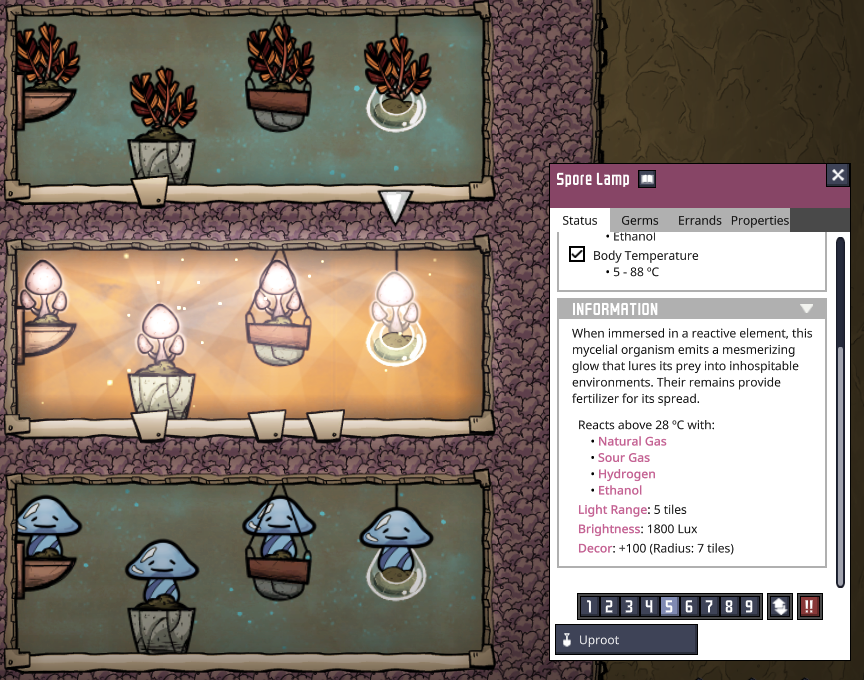 Spore Lamp
Status Germs Errands Properties
• Ethanol
Body Temperature
• 5 - 88 ºC
INFORMATION
When immersed in a reactive element, this
mycelial organism emits a mesmerizing
glow that lures its prey into inhospitable
environments. Their remains provide
fertilizer for its spread.
Reacts above 28 ºC with:
• Natural Gas
• Sour Gas
• Hydrogen
• Ethanol
Light Range: 5 tiles
Brightness: 1800 Lux
Decor: +100 (Radius: 7 tiles)
1 2 3 4 5 6 7 8 9 !!
Uproot